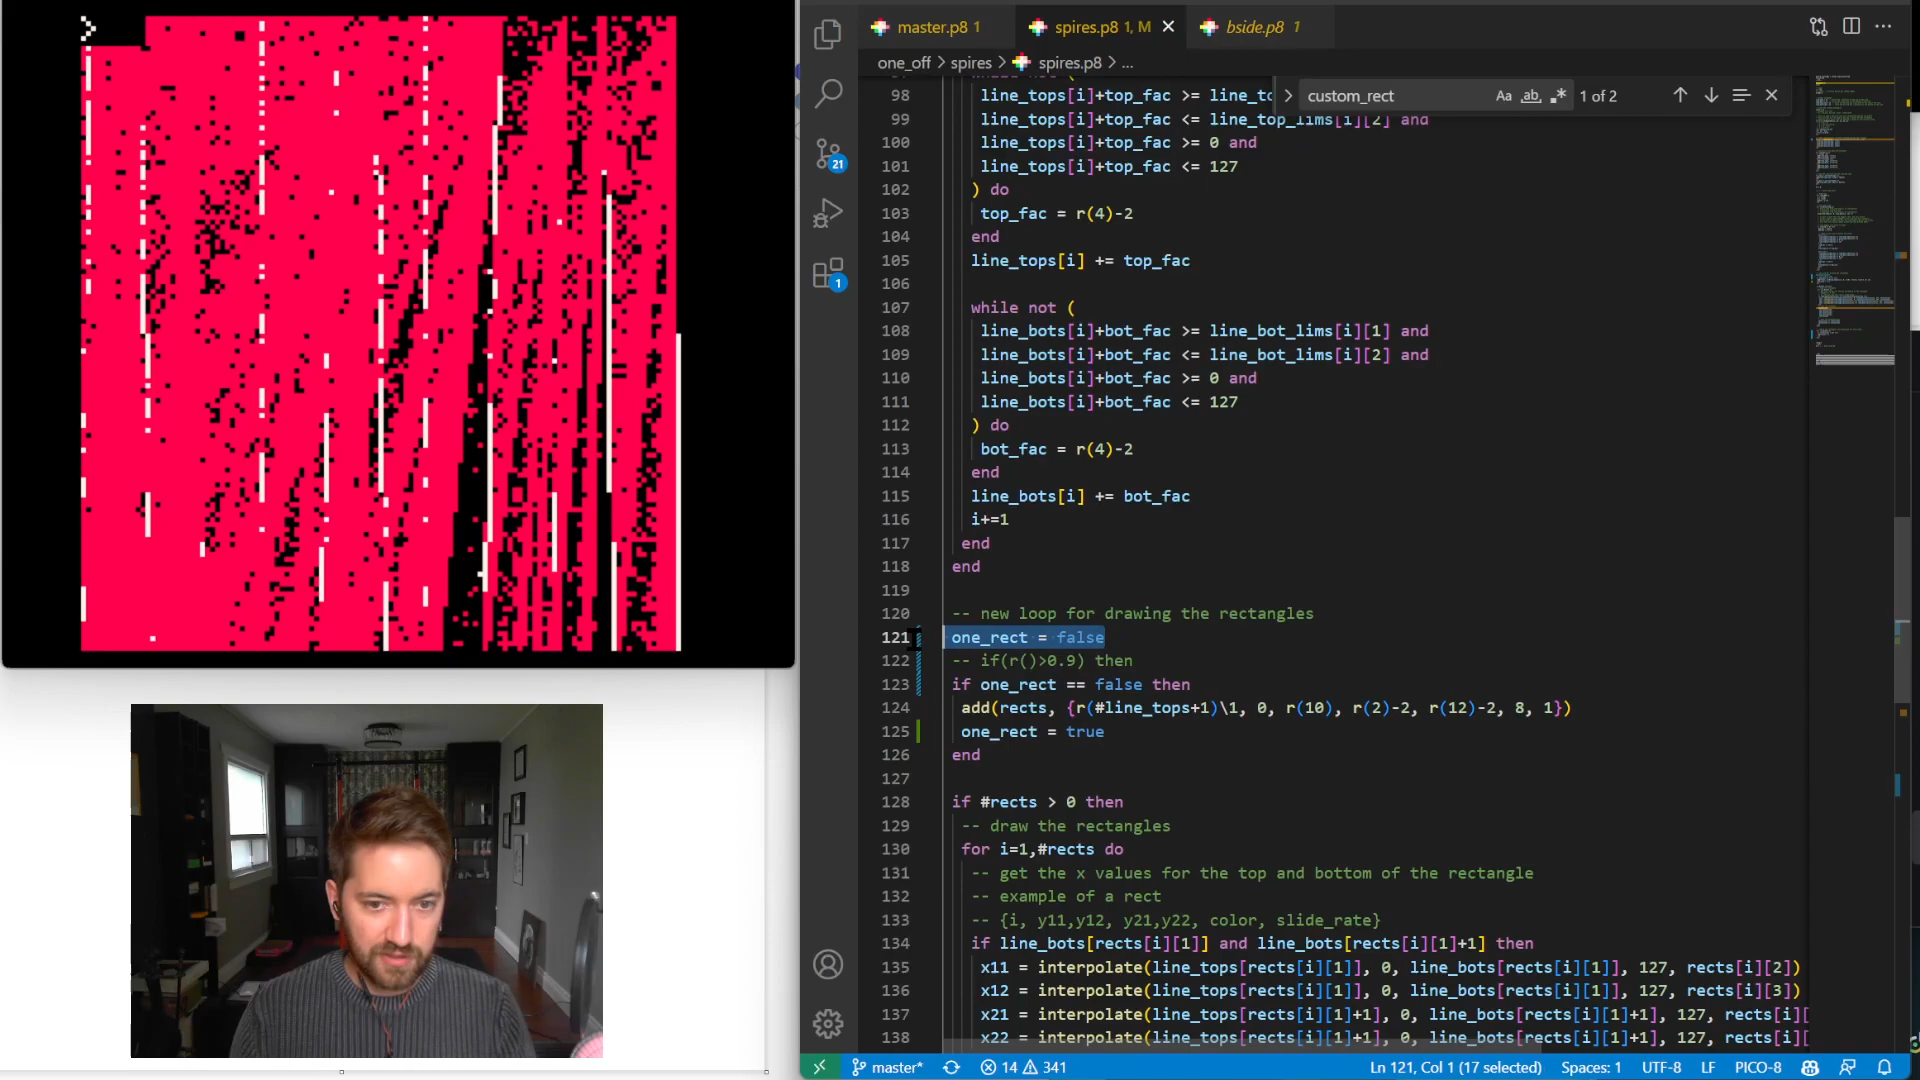 master.p8 1
spires.p8 1, M
bside.p8 1
one_off > spires > spires.p8 > ...
custom_rect
Aa ab .*
1 of 2
98 line_tops[i]+top_fac >= line_to
99 line_tops[i]+top_fac <= line_top_lims[i][2] and
100 line_tops[i]+top_fac >= 0 and
101 line_tops[i]+top_fac <= 127
102 ) do
103 top_fac = r(4)-2
104 end
105 line_tops[i] += top_fac
106
107 while not (
108 line_bots[i]+bot_fac >= line_bot_lims[i][1] and
109 line_bots[i]+bot_fac <= line_bot_lims[i][2] and
110 line_bots[i]+bot_fac >= 0 and
111 line_bots[i]+bot_fac <= 127
112 ) do
113 bot_fac = r(4)-2
114 end
115 line_bots[i] += bot_fac
116 i+=1
117 end
118 end
119
120 -- new loop for drawing the rectangles
121 one_rect = false
122 -- if(r()>0.9) then
123 if one_rect == false then
124 add(rects, {r(#line_tops+1)\1, 0, r(10), r(2)-2, r(12)-2, 8, 1})
125 one_rect = true
126 end
127
128 if #rects > 0 then
129 -- draw the rectangles
130 for i=1,#rects do
131 -- get the x values for the top and bottom of the rectangle
132 -- example of a rect
133 -- {i, y11,y12, y21,y22, color, slide_rate}
134 if line_bots[rects[i][1]] and line_bots[rects[i][1]+1] then
135 x11 = interpolate(line_tops[rects[i][1]], 0, line_bots[rects[i][1]], 127, rects[i][2])
136 x12 = interpolate(line_tops[rects[i][1]], 0, line_bots[rects[i][1]], 127, rects[i][3])
137 x21 = interpolate(line_tops[rects[i][1]+1], 0, line_bots[rects[i][1]+1], 127, rects[i][
138 x22 = interpolate(line_tops[rects[i][1]+1], 0, line_bots[rects[i][1]+1], 127, rects[i][
21
1
master*
14 341
Ln 121, Col 1 (17 selected)
Spaces: 1
UTF-8
LF
PICO-8